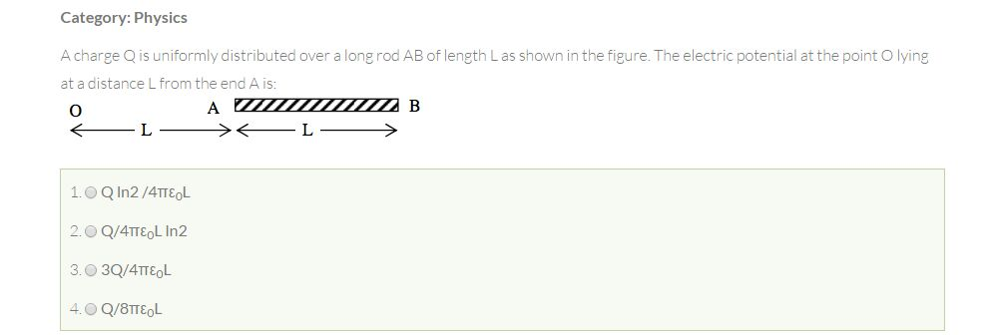 Category: Physics
A charge Q is uniformly distributed over a long rod AB of length L as shown in the figure. The electric potential at the point O lying
at a distance L from the end A is:
O A B
L L
1. Q ln2 /4πε₀L
2. Q/4πε₀L ln2
3. 3Q/4πε₀L
4. Q/8πε₀L